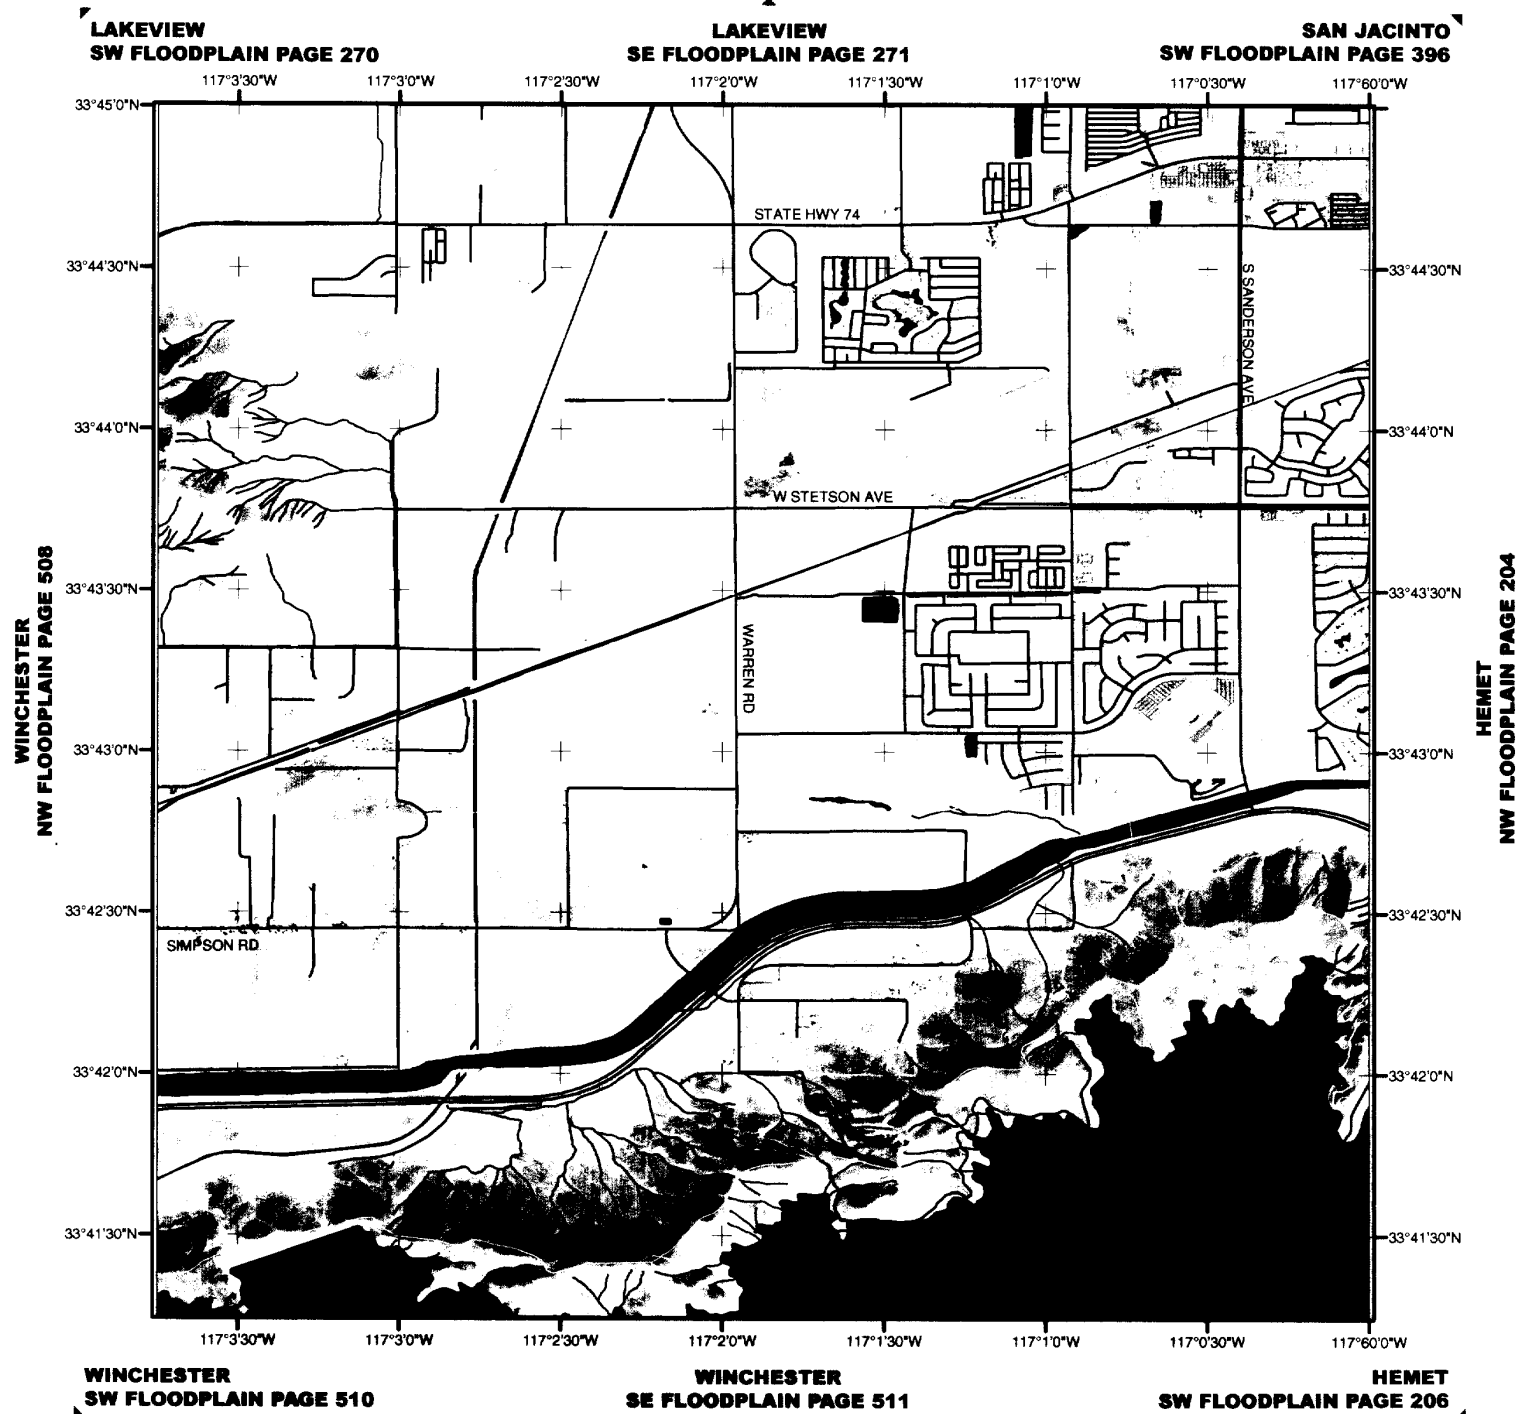 LAKEVIEW
SW FLOODPLAIN PAGE 270
LAKEVIEW
SE FLOODPLAIN PAGE 271
SAN JACINTO
SW FLOODPLAIN PAGE 396
117°3'30"W
117°3'0"W
117°2'30"W
117°2'0"W
117°1'30"W
117°1'0"W
117°0'30"W
117°60'0"W
33°45'0"N
STATE HWY 74
33°44'30"N
33°44'30"N
S SANDERSON AVE
33°44'0"N
33°44'0"N
W STETSON AVE
33°43'30"N
33°43'30"N
WINCHESTER
NW FLOODPLAIN PAGE 508
WARREN RD
HEMET
NW FLOODPLAIN PAGE 204
33°43'0"N
33°43'0"N
33°42'30"N
33°42'30"N
SIMPSON RD
33°42'0"N
33°42'0"N
33°41'30"N
33°41'30"N
117°3'30"W
117°3'0"W
117°2'30"W
117°2'0"W
117°1'30"W
117°1'0"W
117°0'30"W
117°60'0"W
WINCHESTER
SW FLOODPLAIN PAGE 510
WINCHESTER
SE FLOODPLAIN PAGE 511
HEMET
SW FLOODPLAIN PAGE 206